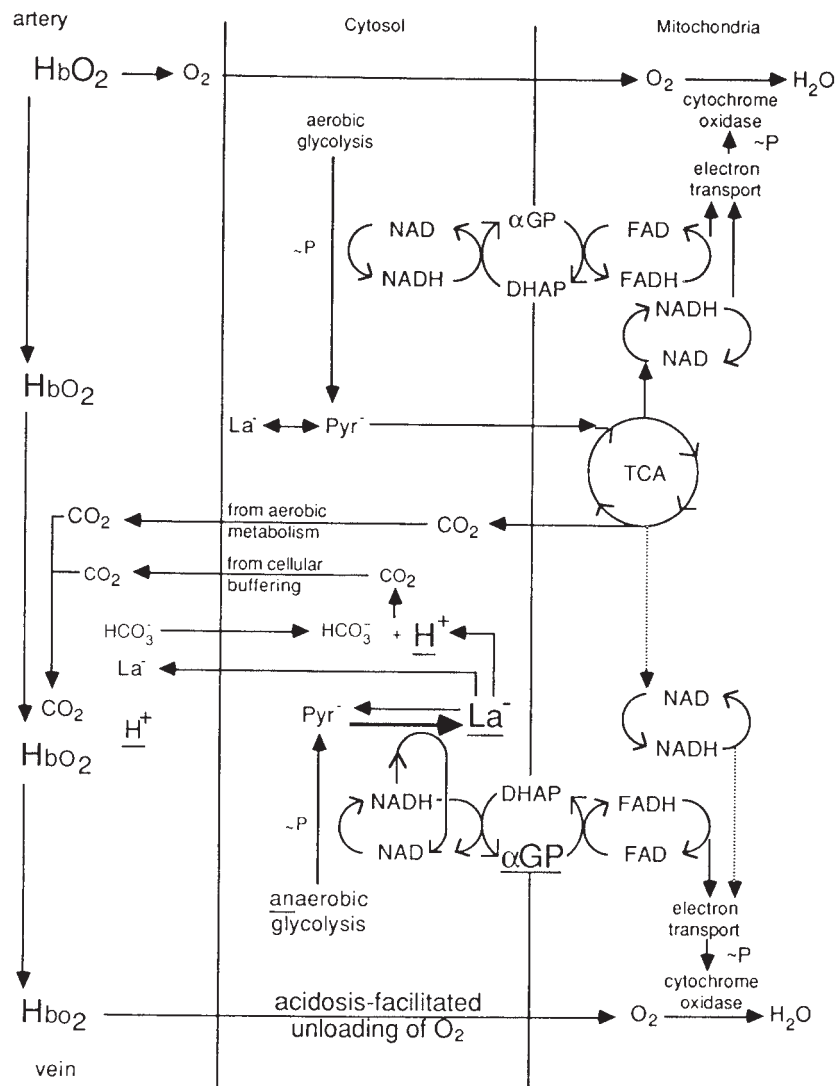 artery
Cytosol
Mitochondria
HbO2
O2
O2
H2O
cytochrome
oxidase
~P
electron
transport
aerobic
glycolysis
~P
NAD
αGP
FAD
NADH
DHAP
FADH
NADH
NAD
HbO2
La-
Pyr-
TCA
CO2
from aerobic
metabolism
CO2
CO2
from cellular
buffering
CO2
HCO3-
HCO3-
+
H+
La-
CO2
H+
Pyr-
La-
NAD
NADH
HbO2
NADH
DHAP
FADH
~P
NAD
αGP
FAD
anaerobic
glycolysis
electron
transport
~P
cytochrome
oxidase
Hbo2
acidosis-facilitated
unloading of O2
O2
H2O
vein